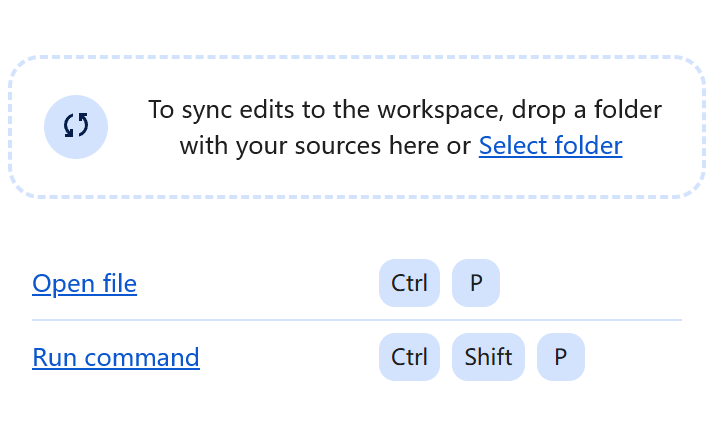 To sync edits to the workspace, drop a folder
with your sources here or Select folder
Open file Ctrl P
Run command Ctrl Shift P